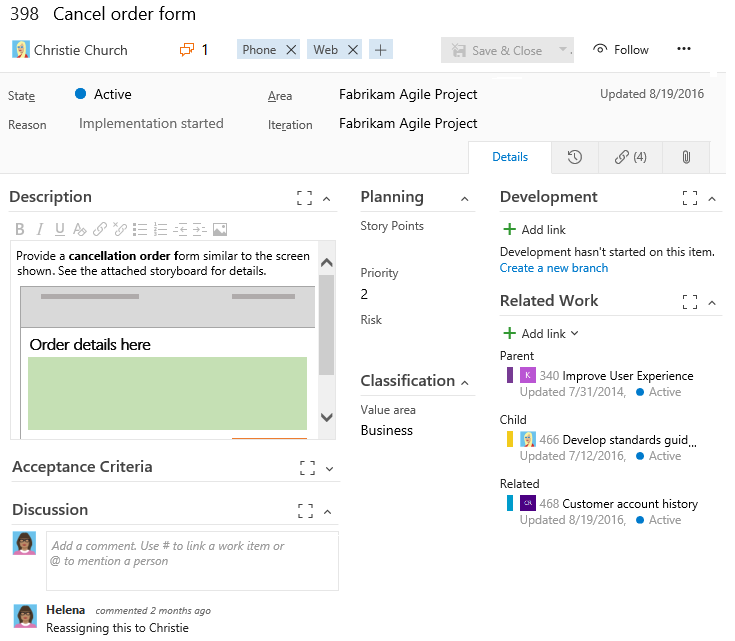 398 Cancel order form
Christie Church 1 Phone Web Save & Close Follow
State Active Area Fabrikam Agile Project Updated 8/19/2016
Reason Implementation started Iteration Fabrikam Agile Project
Details (4)
Description
B I U
Provide a cancellation order form similar to the screen
shown. See the attached storyboard for details.
Order details here
Acceptance Criteria
Discussion
Add a comment. Use # to link a work item or
@ to mention a person
Helena commented 2 months ago
Reassigning this to Christie
Planning
Story Points
Priority
2
Risk
Classification
Value area
Business
Development
Add link
Development hasn't started on this item.
Create a new branch
Related Work
Add link
Parent
K 340 Improve User Experience
Updated 7/31/2014, Active
Child
466 Develop standards guid...
Updated 7/12/2016, Active
Related
468 Customer account history
Updated 8/19/2016, Active